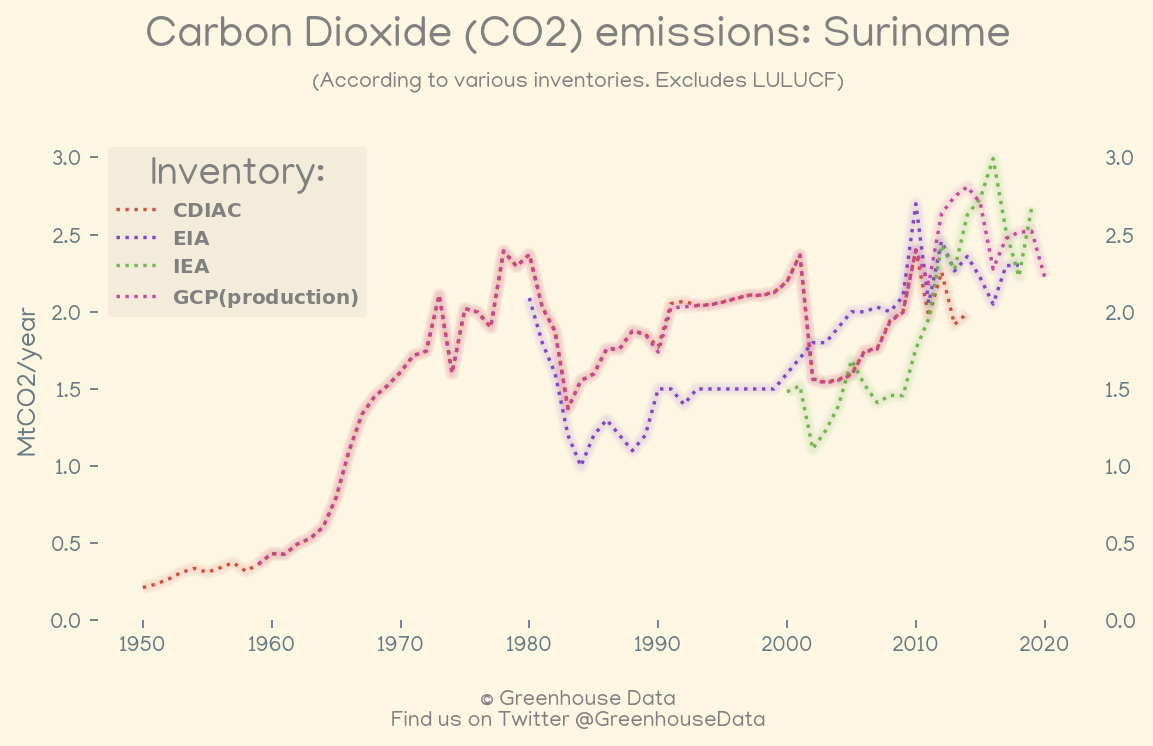 Carbon Dioxide (CO2) emissions: Suriname
(According to various inventories. Excludes LULUCF)
Inventory:
CDIAC
EIA
IEA
GCP(production)
MtCO2/year
3.0
2.5
2.0
1.5
1.0
0.5
0.0
3.0
2.5
2.0
1.5
1.0
0.5
0.0
1950 1960 1970 1980 1990 2000 2010 2020
© Greenhouse Data
Find us on Twitter @GreenhouseData